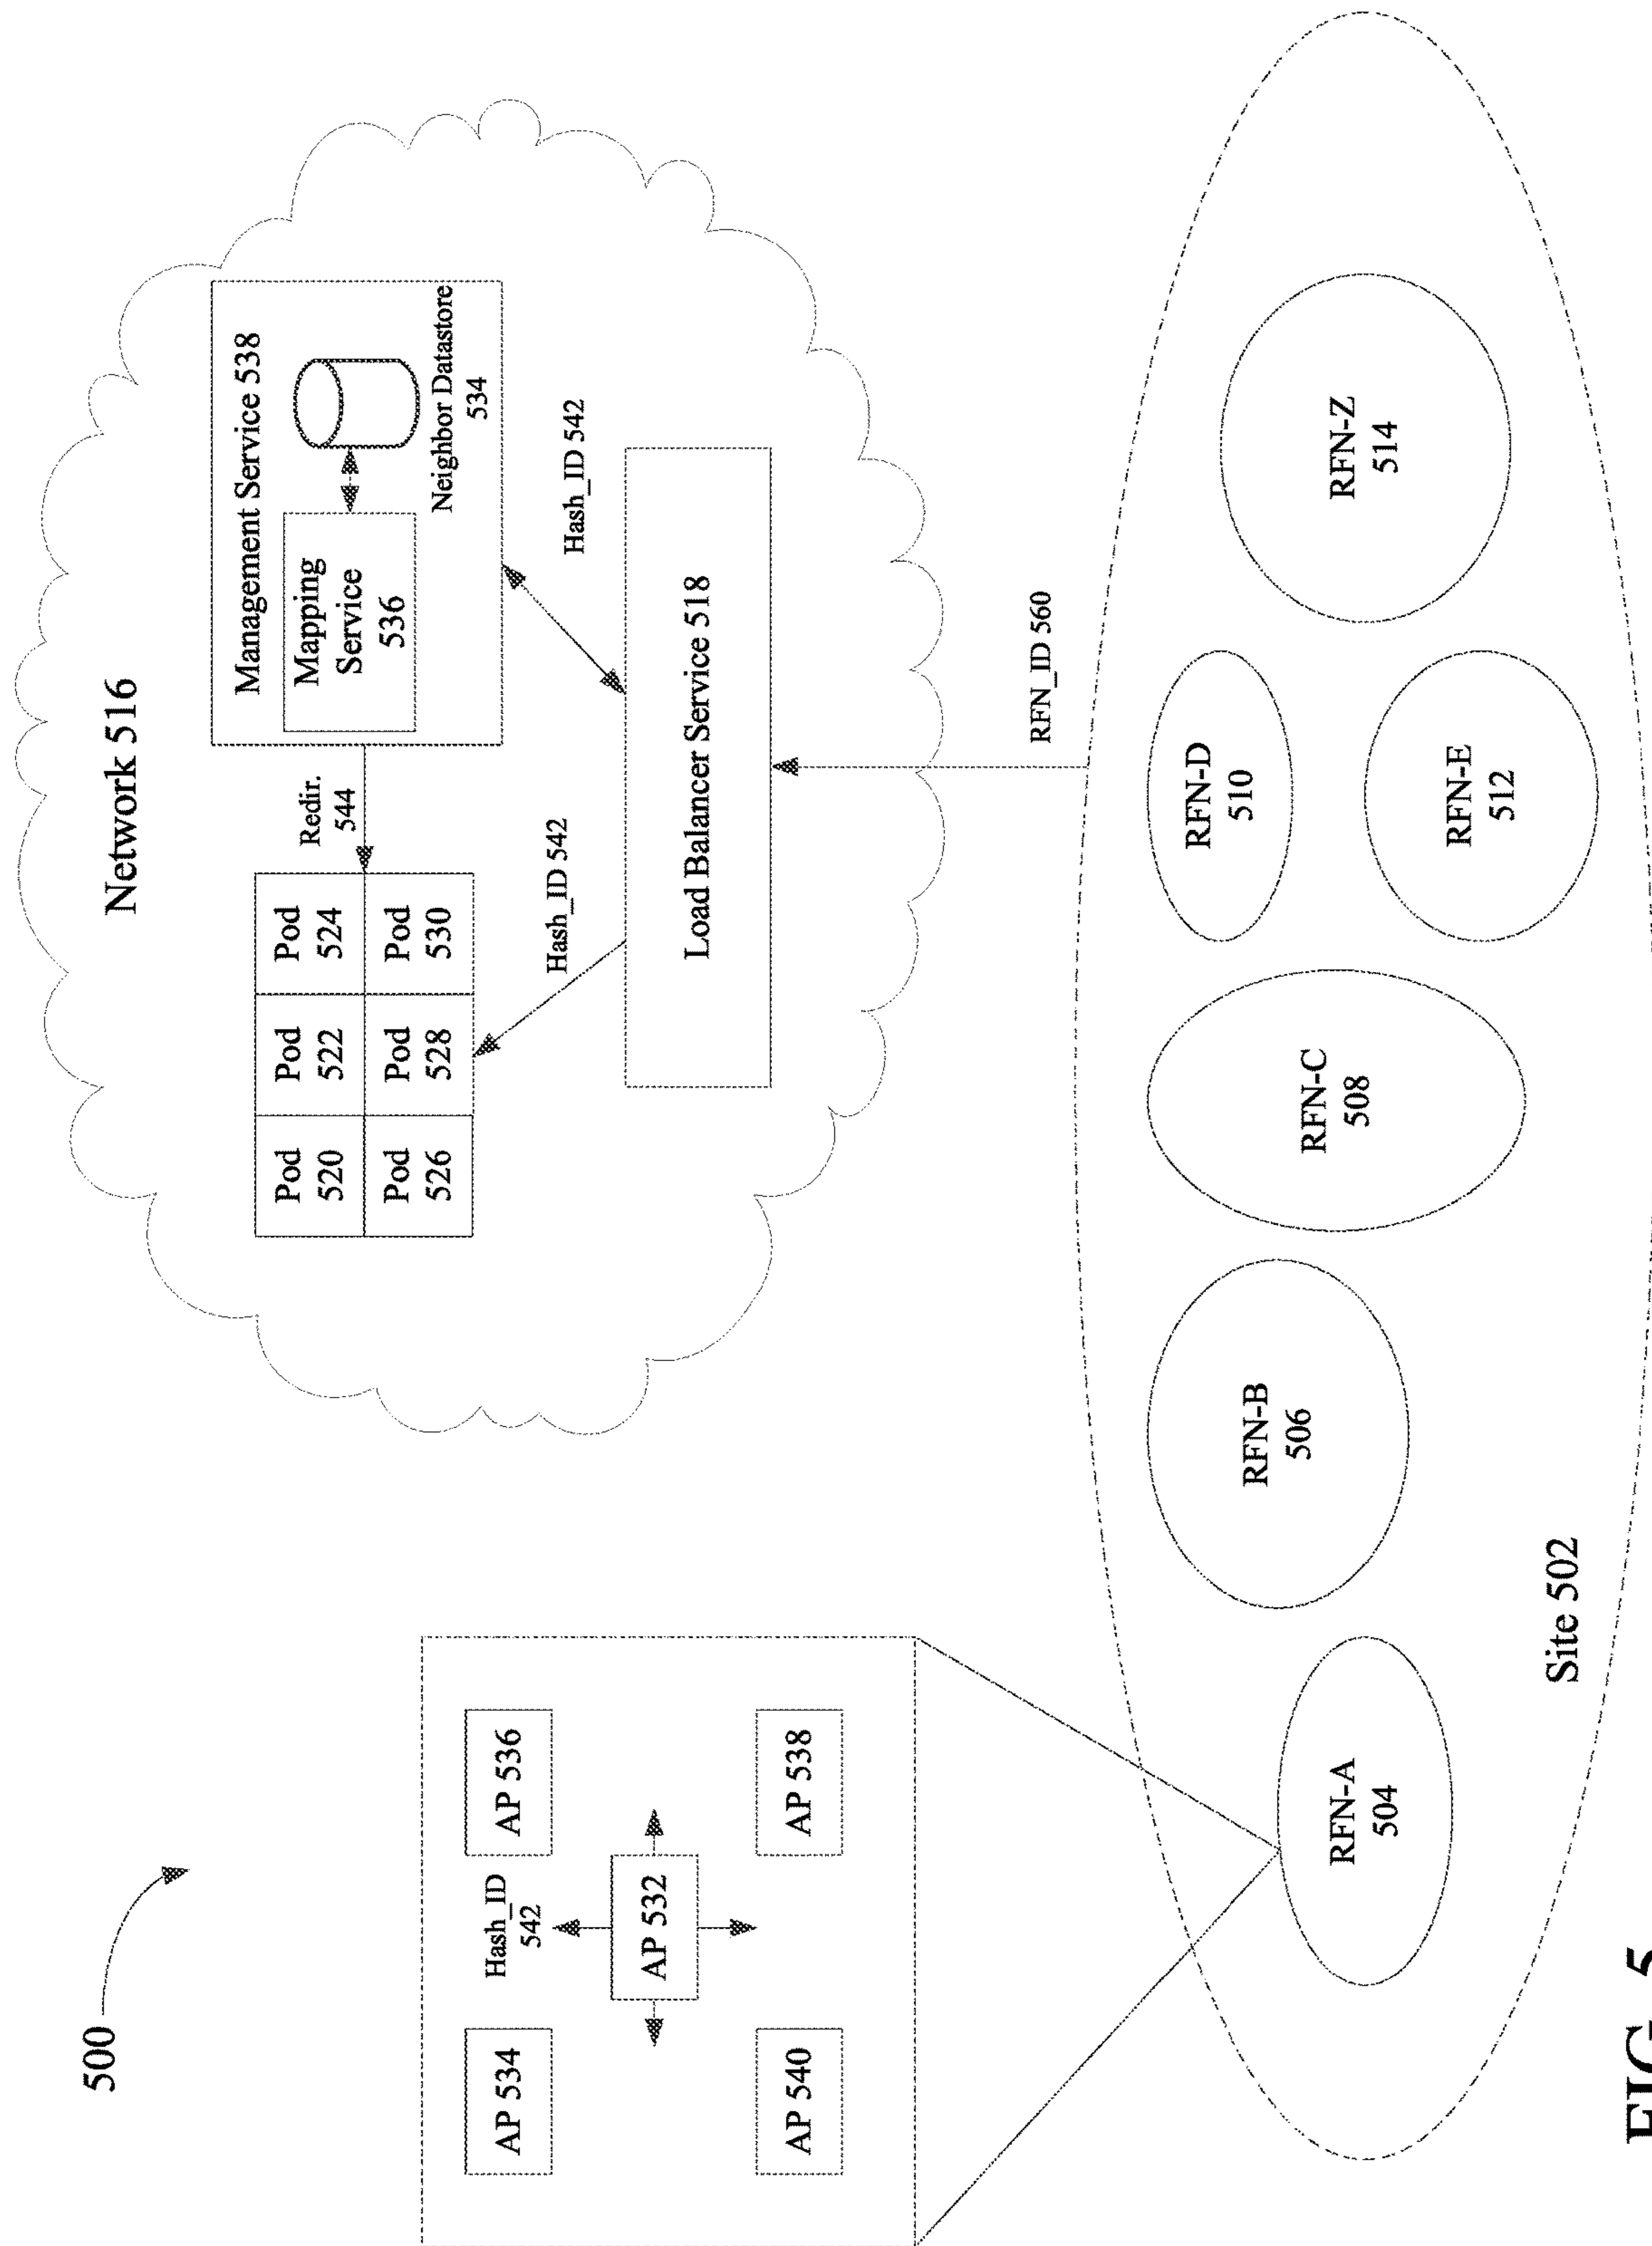 500
Network 516
Pod
520
Pod
522
Pod
524
Pod
526
Pod
528
Pod
530
Redir.
544
Management Service 538
Mapping
Service
536
Neighbor Datastore
534
Hash_ID 542
Hash_ID 542
Load Balancer Service 518
RFN_ID 560
AP 534
Hash_ID
542
AP 536
AP 532
AP 540
AP 538
RFN-A
504
RFN-B
506
RFN-C
508
RFN-D
510
RFN-E
512
RFN-Z
514
Site 502
FIG. 5